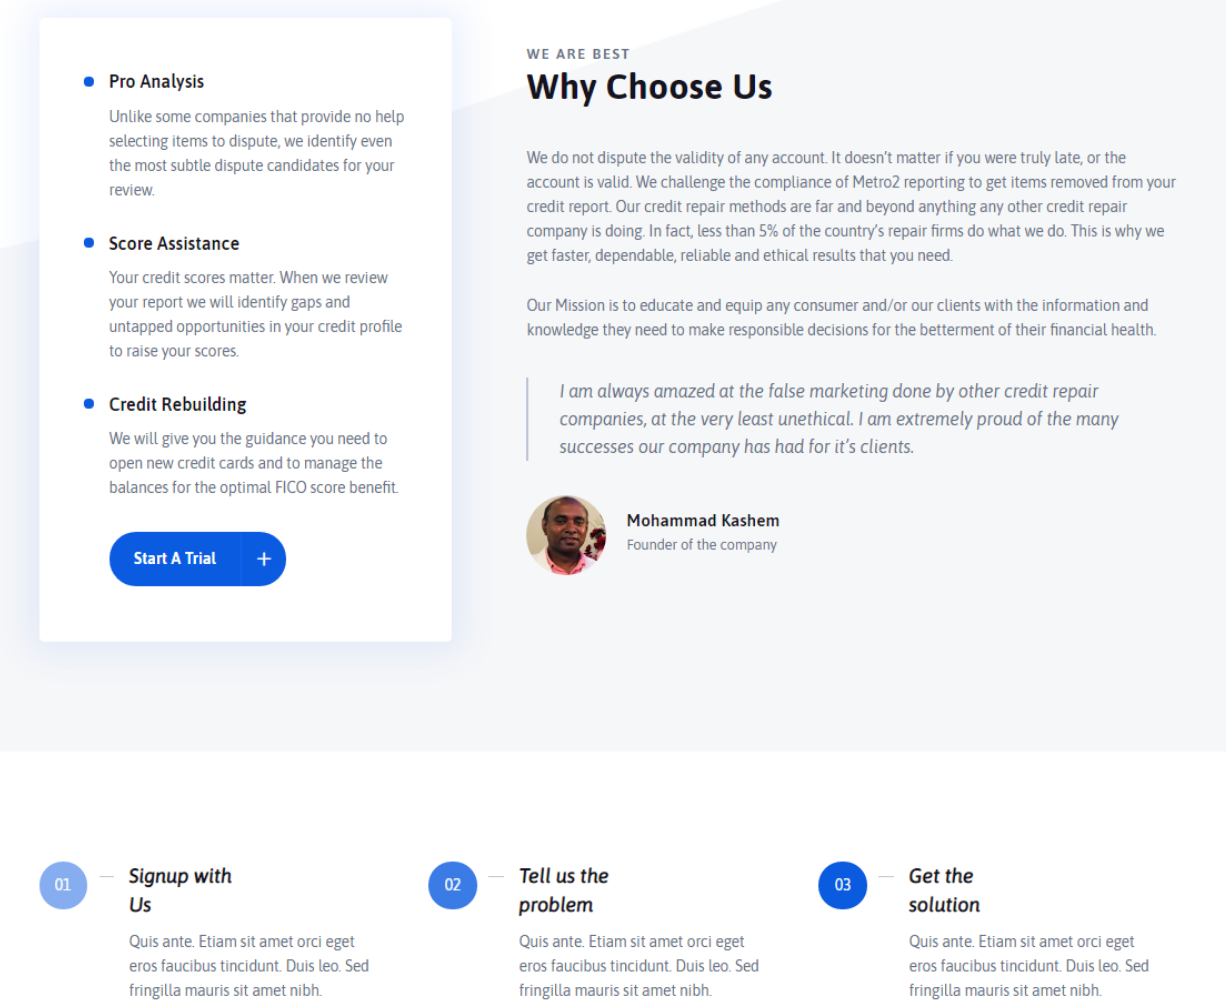 Pro Analysis
Unlike some companies that provide no help
selecting items to dispute, we identify even
the most subtle dispute candidates for your
review.
Score Assistance
Your credit scores matter. When we review
your report we will identify gaps and
untapped opportunities in your credit profile
to raise your scores.
Credit Rebuilding
We will give you the guidance you need to
open new credit cards and to manage the
balances for the optimal FICO score benefit.
Start A Trial +
WE ARE BEST
Why Choose Us
We do not dispute the validity of any account. It doesn’t matter if you were truly late, or the
account is valid. We challenge the compliance of Metro2 reporting to get items removed from your
credit report. Our credit repair methods are far and beyond anything any other credit repair
company is doing. In fact, less than 5% of the country’s repair firms do what we do. This is why we
get faster, dependable, reliable and ethical results that you need.
Our Mission is to educate and equip any consumer and/or our clients with the information and
knowledge they need to make responsible decisions for the betterment of their financial health.
I am always amazed at the false marketing done by other credit repair
companies, at the very least unethical. I am extremely proud of the many
successes our company has had for it’s clients.
Mohammad Kashem
Founder of the company
01
Signup with
Us
Quis ante. Etiam sit amet orci eget
eros faucibus tincidunt. Duis leo. Sed
fringilla mauris sit amet nibh.
02
Tell us the
problem
Quis ante. Etiam sit amet orci eget
eros faucibus tincidunt. Duis leo. Sed
fringilla mauris sit amet nibh.
03
Get the
solution
Quis ante. Etiam sit amet orci eget
eros faucibus tincidunt. Duis leo. Sed
fringilla mauris sit amet nibh.